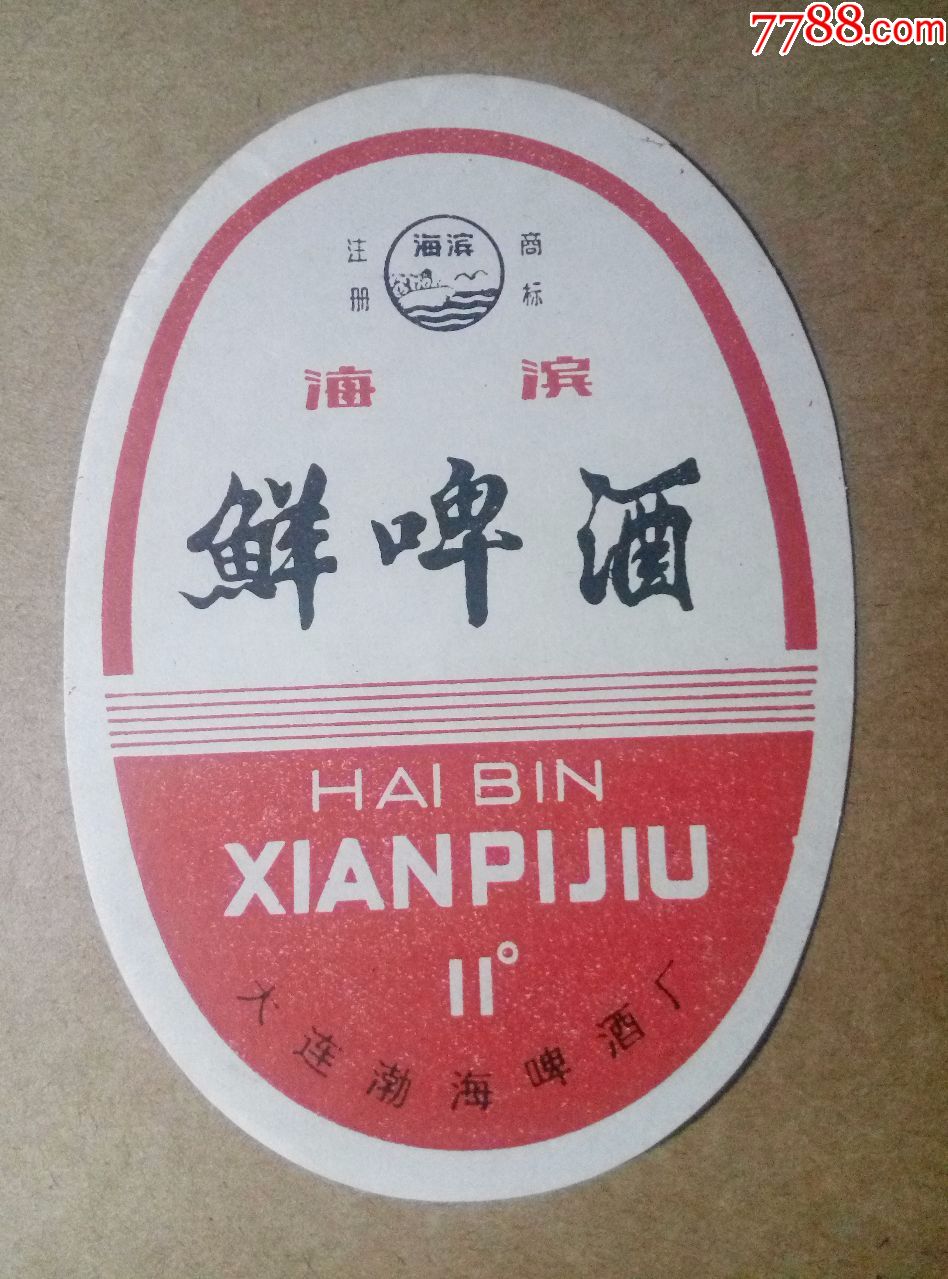 7788.com
注册 海滨 商标
海滨
鲜啤酒
HAI BIN
XIANPIJIU
11°
大连渤海啤酒厂